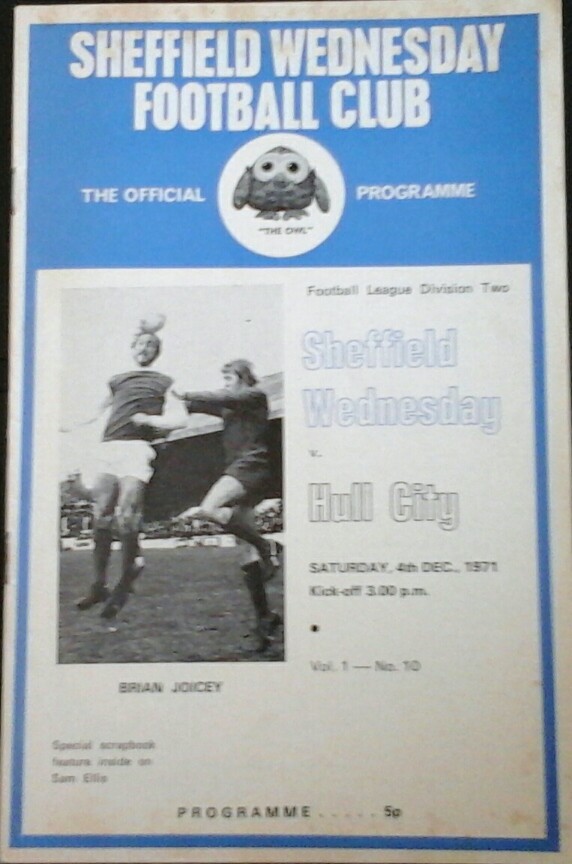 SHEFFIELD WEDNESDAY
FOOTBALL CLUB
THE OFFICIAL PROGRAMME
"THE OWL"
Football League Division Two
Sheffield
Wednesday
v.
Hull City
SATURDAY, 4th DEC., 1971
Kick-off 3.00 p.m.
Vol. 1 — No. 10
BRIAN JOICEY
Special scrapbook
feature inside on
Sam Ellis
PROGRAMME . . . . . 5p